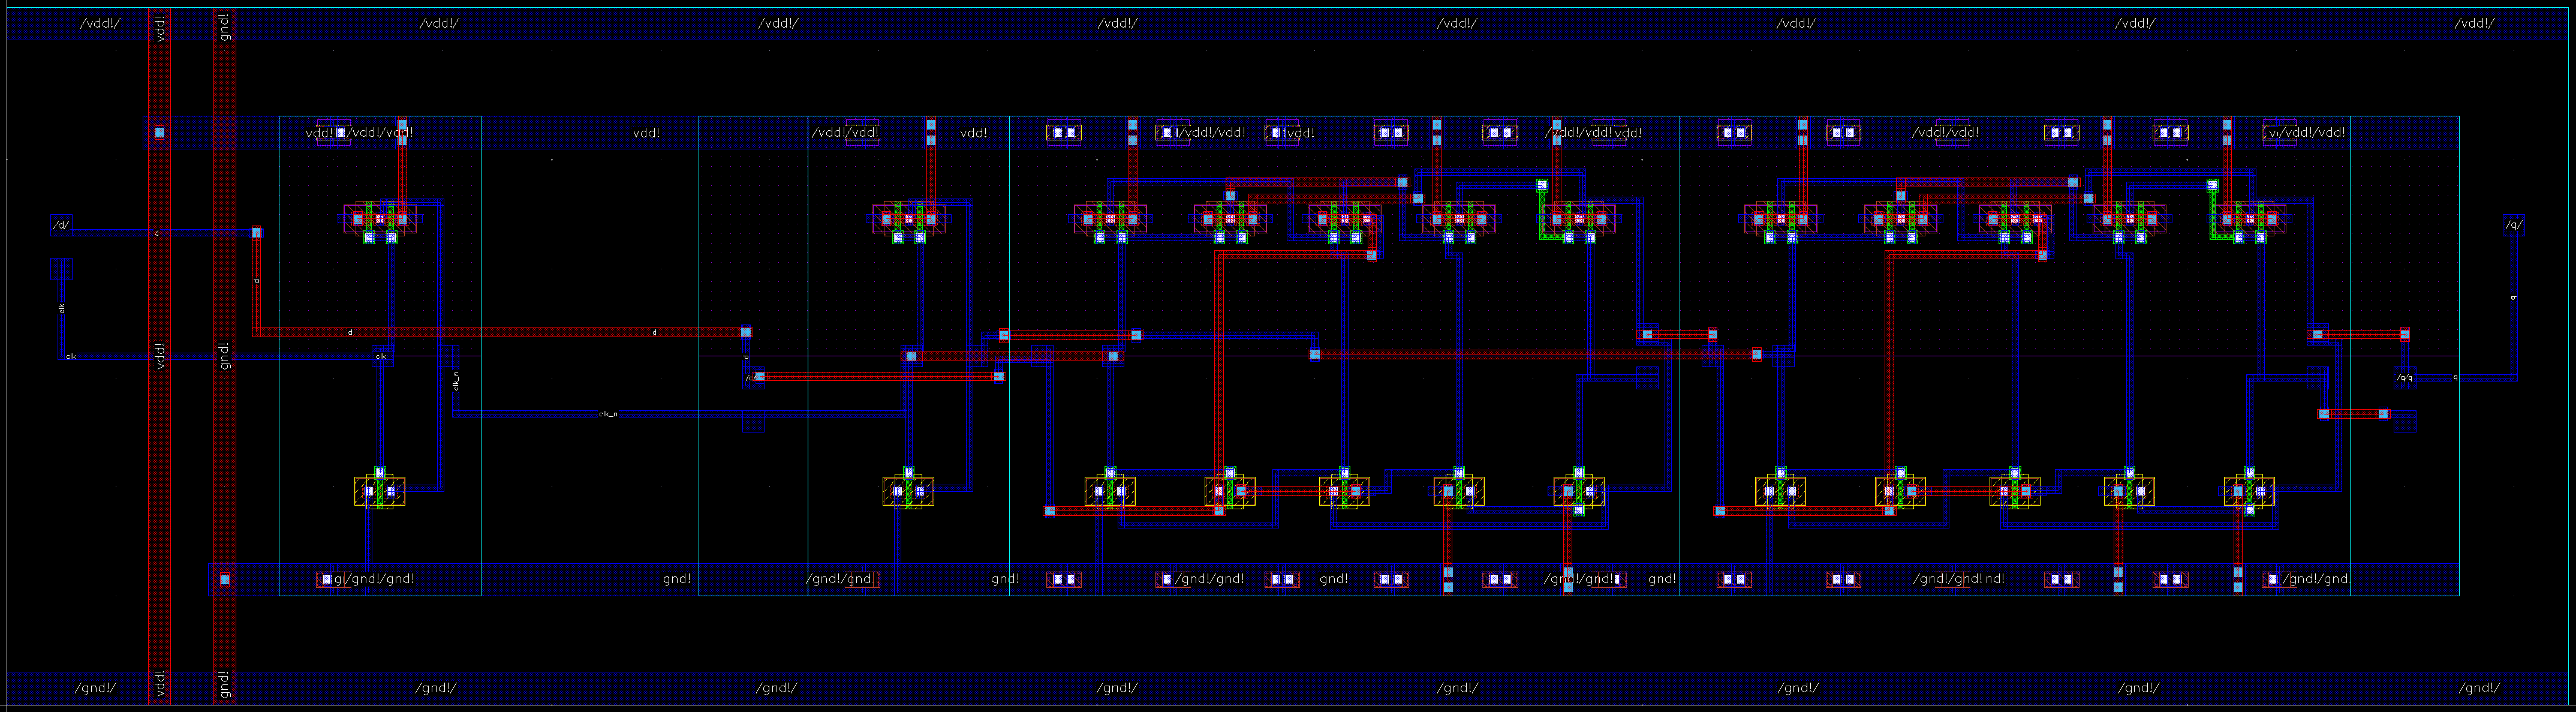 /vdd!/ vdd! gnd! /vdd!/ /vdd!/ /vdd!/ /vdd!/ /vdd!/ /vdd!/ /vdd!/
vdd! /vdd!/vdd! vdd! /vdd!/vdd! vdd! /vdd!/vdd! vdd! /vdd!/vdd! vdd! /vdd!/vdd! /vdd!/vdd!
/d/ d /q/
d
clk q
d d
clk vdd! gnd! clk d
clk_n /q/q q
clk_n
/gnd!/gnd! gnd! /gnd!/gnd! gnd! /gnd!/gnd! gnd! /gnd!/gnd! gnd! /gnd!/gnd! nd! /gnd!/gnd!
/gnd!/ vdd! gnd! /gnd!/ /gnd!/ /gnd!/ /gnd!/ /gnd!/ /gnd!/ /gnd!/